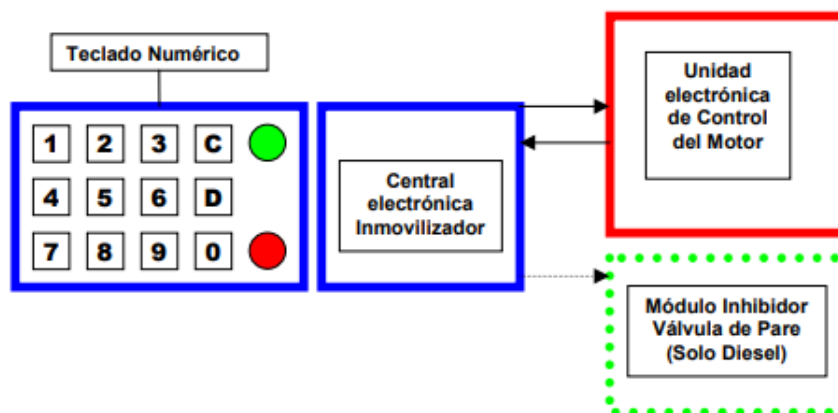 Teclado Numérico
1 2 3 C
4 5 6 D
7 8 9 0
Central
electrónica
Inmovilizador
Unidad
electrónica
de Control
del Motor
Módulo Inhibidor
Válvula de Pare
(Solo Diesel)